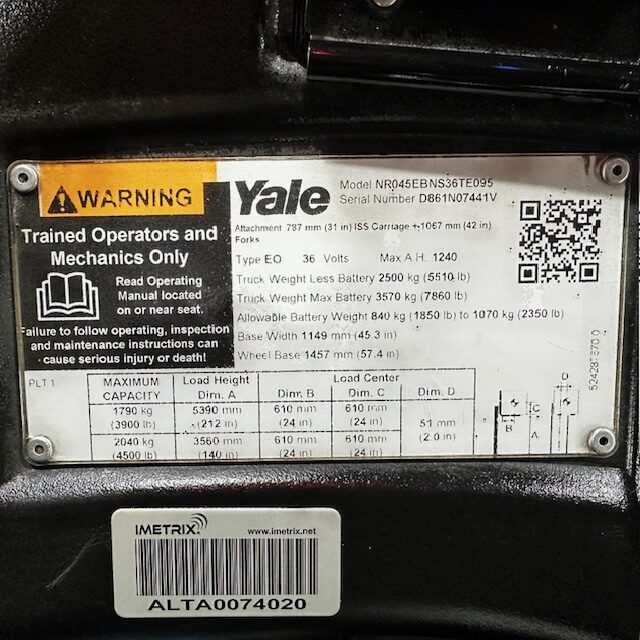 WARNING
Trained Operators and
Mechanics Only
Read Operating
Manual located
on or near seat.
Failure to follow operating, inspection
and maintenance instructions can
cause serious injury or death!
Yale
Model NR045EBNS36TE095
Serial Number D861N07441V
Attachment 787 mm (31 in) ISS Carriage + 1067 mm (42 in)
Forks
Type EO 36 Volts Max A.H. 1240
Truck Weight Less Battery 2500 kg (5510 lb)
Truck Weight Max Battery 3570 kg (7860 lb)
Allowable Battery Weight 840 kg (1850 lb) to 1070 kg (2350 lb)
Base Width 1149 mm (45.3 in)
Wheel Base 1457 mm (57.4 in)
PLT 1
MAXIMUM CAPACITY Load Height Dim. A Load Center
Dim. B Dim. C Dim. D
1790 kg 5390 mm 610 mm 610 mm
(3900 lb) (212 in) (24 in) (24 in)
51 mm
(2.0 in)
2040 kg 3560 mm 610 mm 610 mm
(4500 lb) (140 in) (24 in) (24 in)
D
C
B
A
IMETRIX
www.imetrix.net
ALTA0074020